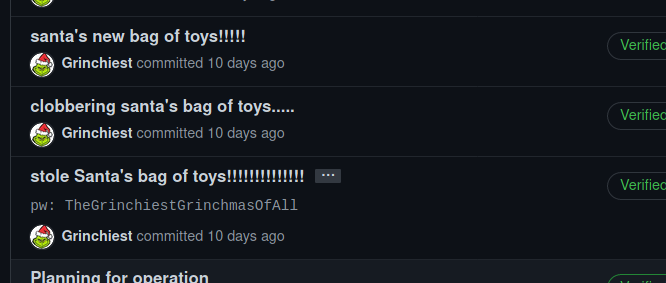 santa's new bag of toys!!!!!
Verified
Grinchiest committed 10 days ago
clobbering santa's bag of toys.....
Verified
Grinchiest committed 10 days ago
stole Santa's bag of toys!!!!!!!!!!!!!! ...
Verified
pw: TheGrinchiestGrinchmasOfAll
Grinchiest committed 10 days ago
Planning for operation